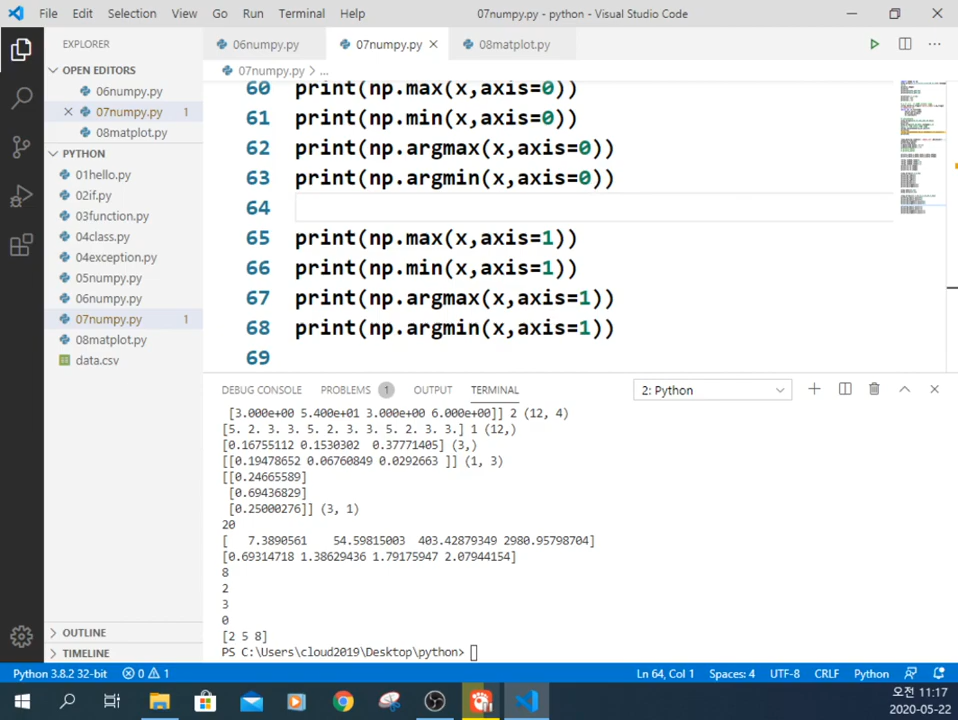 File Edit Selection View Go Run Terminal Help 07numpy.py - python - Visual Studio Code
EXPLORER
OPEN EDITORS
06numpy.py
07numpy.py 1
08matplot.py
PYTHON
01hello.py
02if.py
03function.py
04class.py
04exception.py
05numpy.py
06numpy.py
07numpy.py 1
08matplot.py
data.csv
OUTLINE
TIMELINE
06numpy.py 07numpy.py 08matplot.py
07numpy.py > ...
60 print(np.max(x,axis=0))
61 print(np.min(x,axis=0))
62 print(np.argmax(x,axis=0))
63 print(np.argmin(x,axis=0))
64
65 print(np.max(x,axis=1))
66 print(np.min(x,axis=1))
67 print(np.argmax(x,axis=1))
68 print(np.argmin(x,axis=1))
69
DEBUG CONSOLE PROBLEMS 1 OUTPUT TERMINAL 2: Python
[3.000e+00 5.400e+01 3.000e+00 6.000e+00]] 2 (12, 4)
[5. 2. 3. 3. 5. 2. 3. 3. 5. 2. 3. 3.] 1 (12,)
[0.16755112 0.1530302 0.37771405] (3,)
[[0.19478652 0.06760849 0.0292663 ]] (1, 3)
[[0.24665589]
[0.69436829]
[0.25000276]] (3, 1)
20
[ 7.3890561 54.59815003 403.42879349 2980.95798704]
[0.69314718 1.38629436 1.79175947 2.07944154]
8
2
3
0
[2 5 8]
PS C:\Users\cloud2019\Desktop\python>
Python 3.8.2 32-bit 0 1 Ln 64, Col 1 Spaces: 4 UTF-8 CRLF Python
오전 11:17
2020-05-22